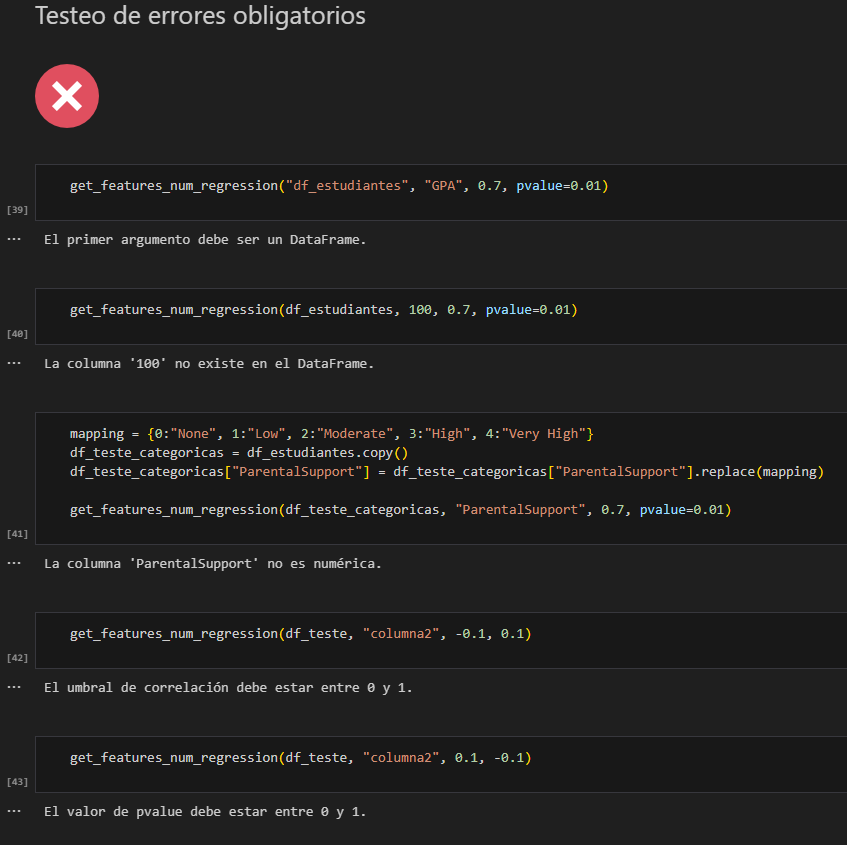 Testeo de errores obligatorios
get_features_num_regression("df_estudiantes", "GPA", 0.7, pvalue=0.01)
[39]
... El primer argumento debe ser un DataFrame.
get_features_num_regression(df_estudiantes, 100, 0.7, pvalue=0.01)
[40]
... La columna '100' no existe en el DataFrame.
mapping = {0:"None", 1:"Low", 2:"Moderate", 3:"High", 4:"Very High"}
df_teste_categoricas = df_estudiantes.copy()
df_teste_categoricas["ParentalSupport"] = df_teste_categoricas["ParentalSupport"].replace(mapping)
get_features_num_regression(df_teste_categoricas, "ParentalSupport", 0.7, pvalue=0.01)
[41]
... La columna 'ParentalSupport' no es numérica.
get_features_num_regression(df_teste, "columna2", -0.1, 0.1)
[42]
... El umbral de correlación debe estar entre 0 y 1.
get_features_num_regression(df_teste, "columna2", 0.1, -0.1)
[43]
... El valor de pvalue debe estar entre 0 y 1.